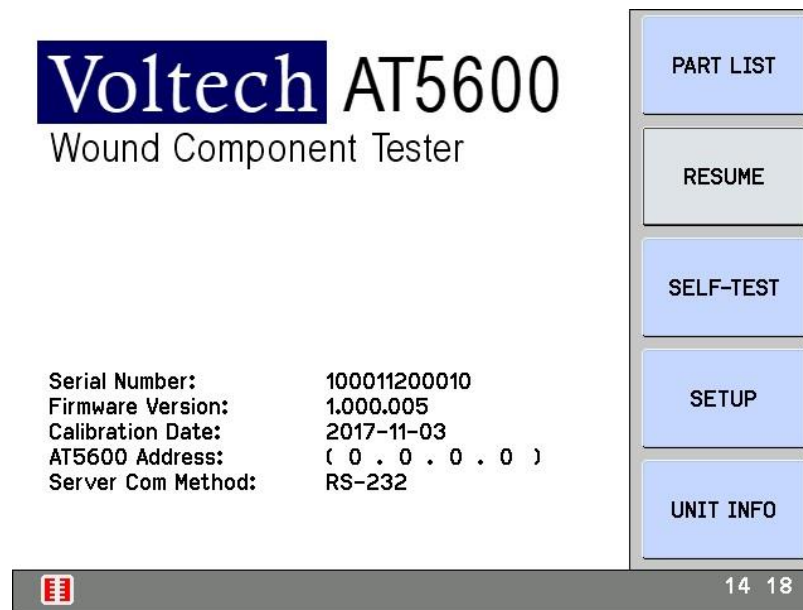 Voltech AT5600
Wound Component Tester
Serial Number: 100011200010
Firmware Version: 1.000.005
Calibration Date: 2017-11-03
AT5600 Address: ( 0 . 0 . 0 . 0 )
Server Com Method: RS-232
PART LIST
RESUME
SELF-TEST
SETUP
UNIT INFO
14 18